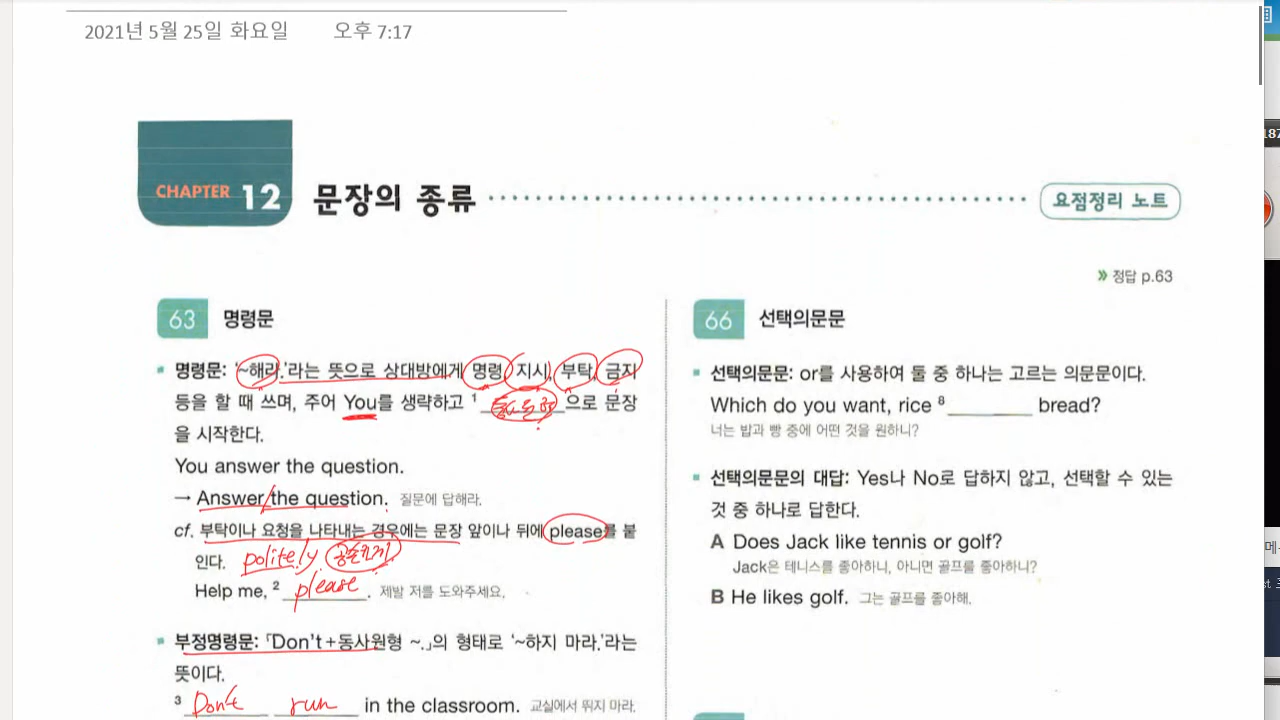 2021년 5월 25일 화요일 오후 7:17
CHAPTER 12 문장의 종류
요점정리 노트
» 정답 p.63
63 명령문
명령문: '~해라.'라는 뜻으로 상대방에게 명령, 지시, 부탁, 금지
등을 할 때 쓰며, 주어 You를 생략하고 1 으로 문장
을 시작한다.
You answer the question.
→ Answer the question. 질문에 답해라.
cf. 부탁이나 요청을 나타내는 경우에는 문장 앞이나 뒤에 please를 붙
인다. politely 공손하게
Help me, 2 please. 제발 저를 도와주세요.
부정명령문: 「Don't+동사원형 ~.」의 형태로 '~하지 마라.'라는
뜻이다.
3 Don't run in the classroom. 교실에서 뛰지 마라.
66 선택의문문
선택의문문: or를 사용하여 둘 중 하나는 고르는 의문문이다.
Which do you want, rice 8 ________ bread?
너는 밥과 빵 중에 어떤 것을 원하니?
선택의문문의 대답: Yes나 No로 답하지 않고, 선택할 수 있는
것 중 하나로 답한다.
A Does Jack like tennis or golf?
Jack은 테니스를 좋아하니, 아니면 골프를 좋아하니?
B He likes golf. 그는 골프를 좋아해.
187
메